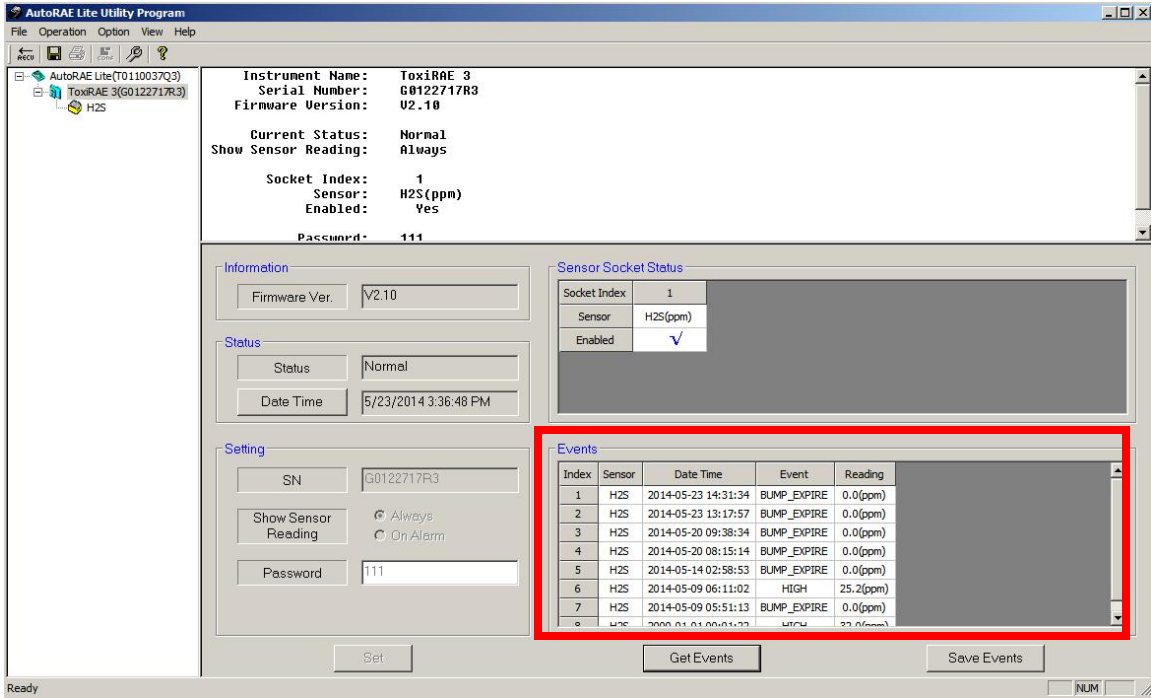 AutoRAE Lite Utility Program
File Operation Option View Help
RECU CONF
AutoRAE Lite(T0110037Q3)
ToxiRAE 3(G0122717R3)
H2S
Instrument Name: ToxiRAE 3
Serial Number: G0122717R3
Firmware Version: V2.10
Current Status: Normal
Show Sensor Reading: Always
Socket Index: 1
Sensor: H2S(ppm)
Enabled: Yes
Password: 111
Information
Firmware Ver. V2.10
Status
Status Normal
Date Time 5/23/2014 3:36:48 PM
Setting
SN G0122717R3
Show Sensor Reading
Always
On Alarm
Password 111
Set
Sensor Socket Status
Socket Index 1
Sensor H2S(ppm)
Enabled √
Events
Index Sensor Date Time Event Reading
1 H2S 2014-05-23 14:31:34 BUMP_EXPIRE 0.0(ppm)
2 H2S 2014-05-23 13:17:57 BUMP_EXPIRE 0.0(ppm)
3 H2S 2014-05-20 09:38:34 BUMP_EXPIRE 0.0(ppm)
4 H2S 2014-05-20 08:15:14 BUMP_EXPIRE 0.0(ppm)
5 H2S 2014-05-14 02:58:53 BUMP_EXPIRE 0.0(ppm)
6 H2S 2014-05-09 06:11:02 HIGH 25.2(ppm)
7 H2S 2014-05-09 05:51:13 BUMP_EXPIRE 0.0(ppm)
8 H2S HIGH
Get Events
Save Events
Ready
NUM